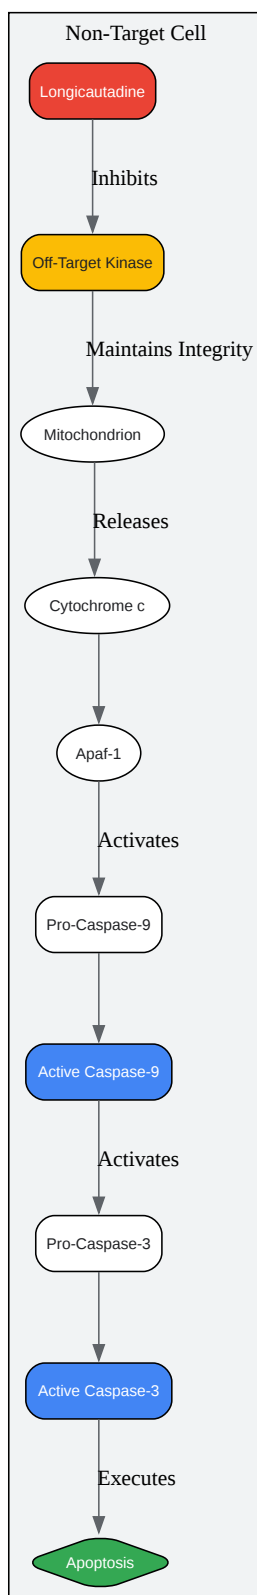 Non-Target Cell
Longicautadine
Inhibits
Off-Target Kinase
Maintains Integrity
Mitochondrion
Releases
Cytochrome c
Apaf-1
Activates
Pro-Caspase-9
Active Caspase-9
Activates
Pro-Caspase-3
Active Caspase-3
Executes
Apoptosis